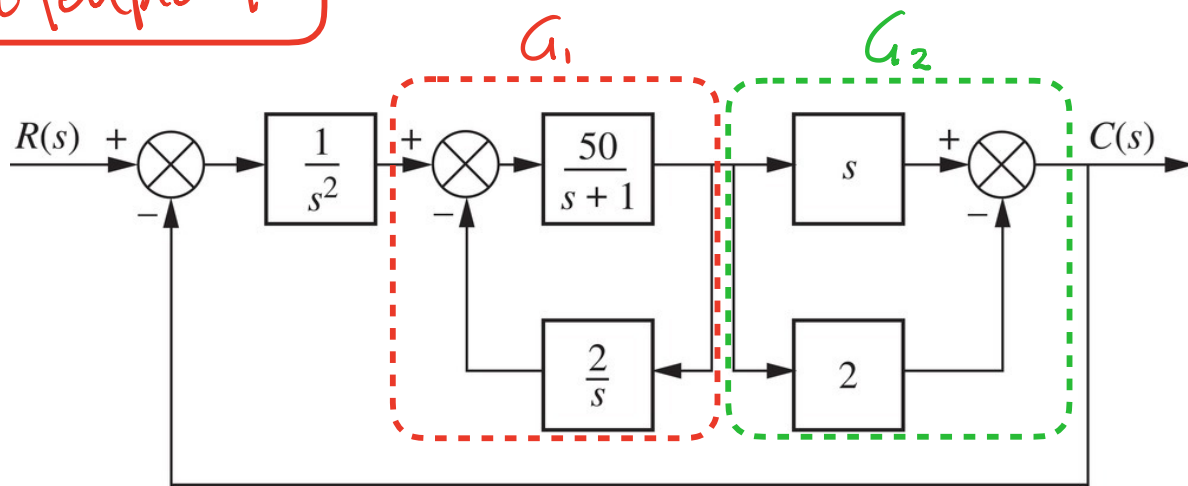 G₁
G₂
R(s) +
1/s²
+
50/(s + 1)
s
+
C(s)
−
−
−
2/s
2